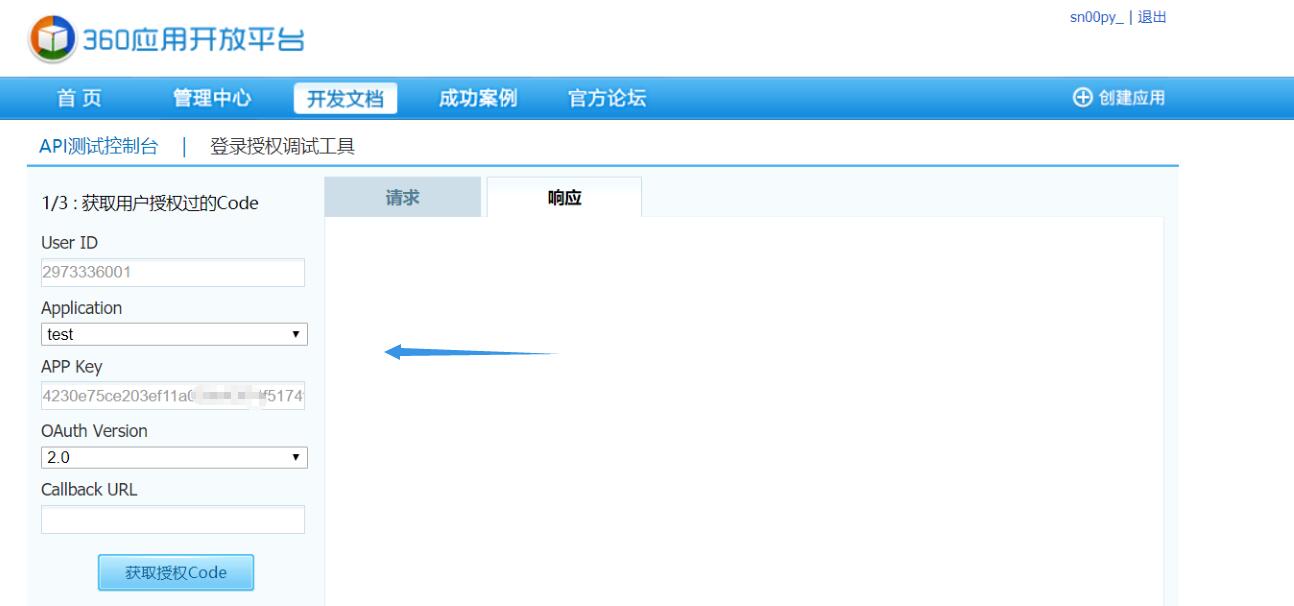 sn00py_ | 退出
360应用开放平台
首 页 管理中心 开发文档 成功案例 官方论坛 创建应用
API测试控制台 | 登录授权调试工具
请求 响应
1/3 : 获取用户授权过的Code
User ID
2973336001
Application
test
APP Key
OAuth Version
2.0
Callback URL
获取授权Code